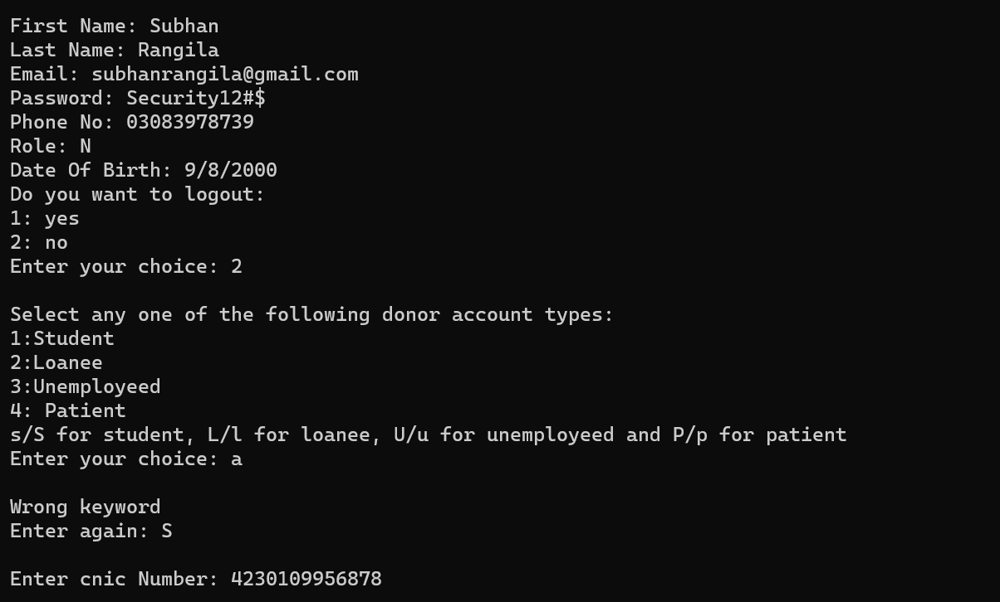 First Name: Subhan
Last Name: Rangila
Email: subhanrangila@gmail.com
Password: Security12#$
Phone No: 03083978739
Role: N
Date Of Birth: 9/8/2000
Do you want to logout:
1: yes
2: no
Enter your choice: 2
Select any one of the following donor account types:
1:Student
2:Loanee
3:Unemployeed
4: Patient
s/S for student, L/l for loanee, U/u for unemployeed and P/p for patient
Enter your choice: a
Wrong keyword
Enter again: S
Enter cnic Number: 4230109956878